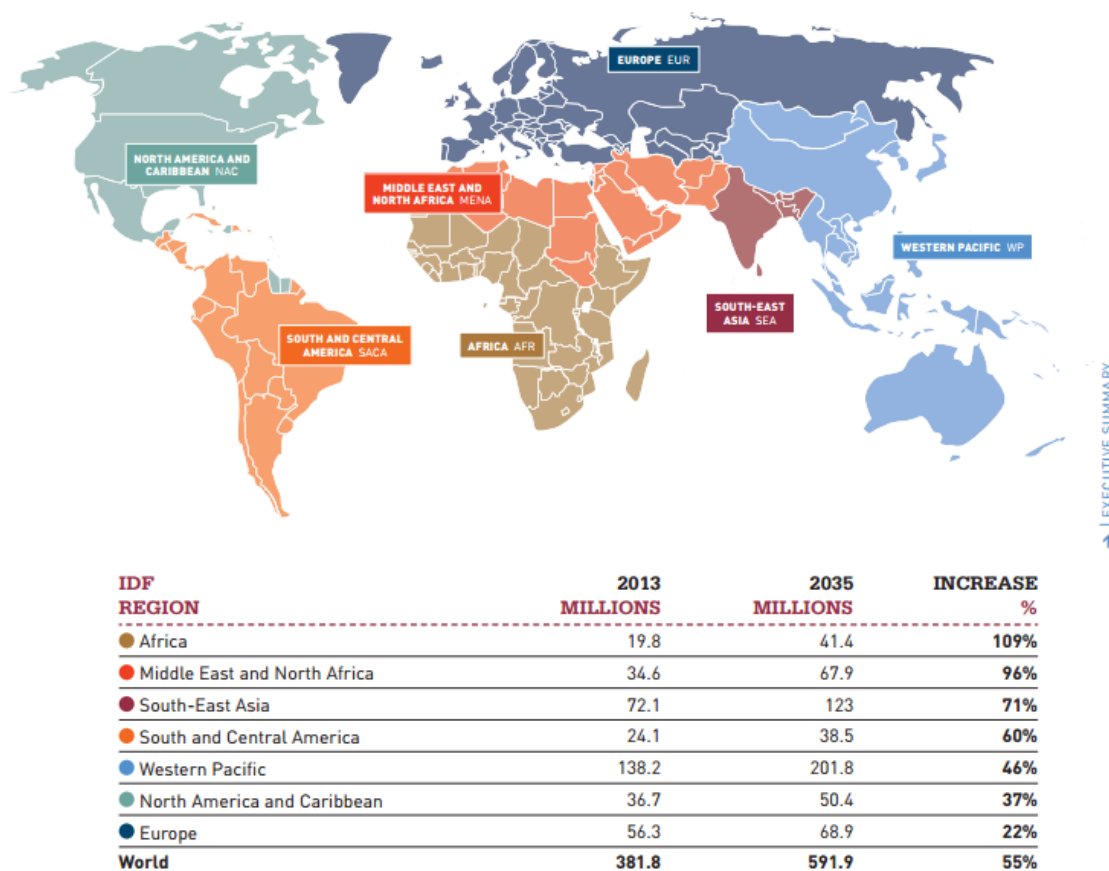 EUROPE EUR
NORTH AMERICA AND
CARIBBEAN NAC
MIDDLE EAST AND
NORTH AFRICA MENA
WESTERN PACIFIC WP
SOUTH-EAST
ASIA SEA
SOUTH AND CENTRAL
AMERICA SACA
AFRICA AFR
EXECUTIVE SUMMARY
IDF 2013 2035 INCREASE
REGION MILLIONS MILLIONS %
Africa 19.8 41.4 109%
Middle East and North Africa 34.6 67.9 96%
South-East Asia 72.1 123 71%
South and Central America 24.1 38.5 60%
Western Pacific 138.2 201.8 46%
North America and Caribbean 36.7 50.4 37%
Europe 56.3 68.9 22%
World 381.8 591.9 55%